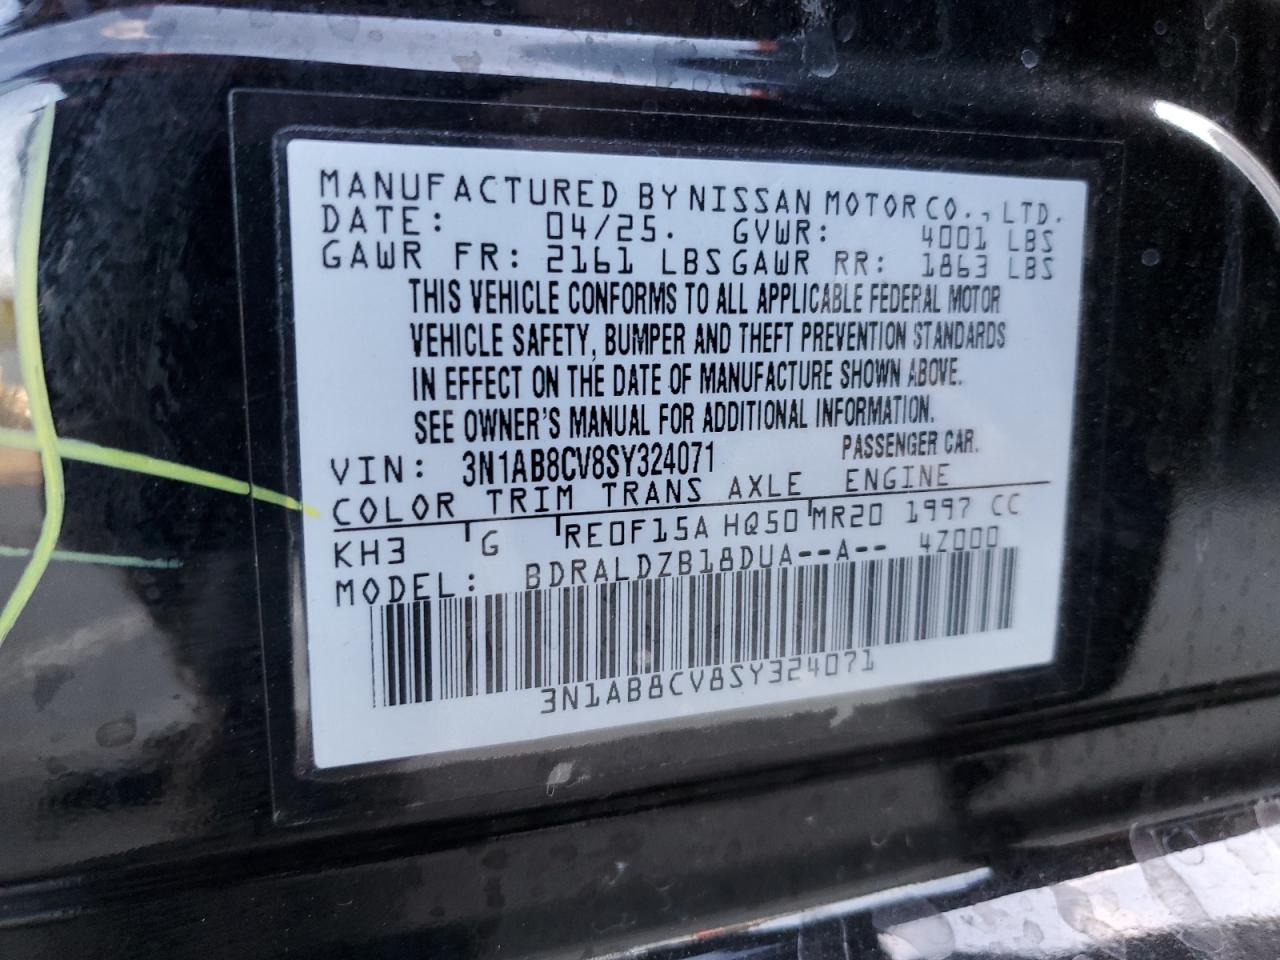 MANUFACTURED BY NISSAN MOTOR CO., LTD.
DATE: 04/25. GVWR: 4001 LBS
GAWR FR: 2161 LBS GAWR RR: 1863 LBS
THIS VEHICLE CONFORMS TO ALL APPLICABLE FEDERAL MOTOR
VEHICLE SAFETY, BUMPER AND THEFT PREVENTION STANDARDS
IN EFFECT ON THE DATE OF MANUFACTURE SHOWN ABOVE.
SEE OWNER'S MANUAL FOR ADDITIONAL INFORMATION.
VIN: 3N1AB8CV8SY324071 PASSENGER CAR.
COLOR TRIM TRANS AXLE ENGINE
KH3 G RE0F15A HQ50 MR20 1997 CC
MODEL: BDRALDZB18DUA--A-- 4Z000
3N1AB8CV8SY324071